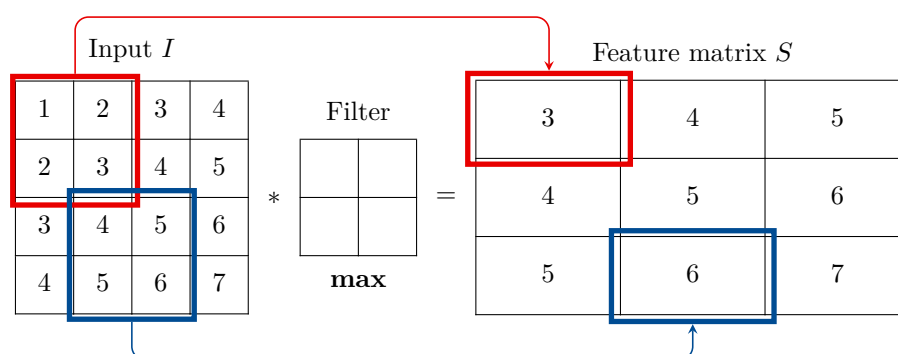 Input I
Feature matrix S
Filter
1 2 3 4
2 3 4 5
3 4 5 6
4 5 6 7
*
max
=
3 4 5
4 5 6
5 6 7